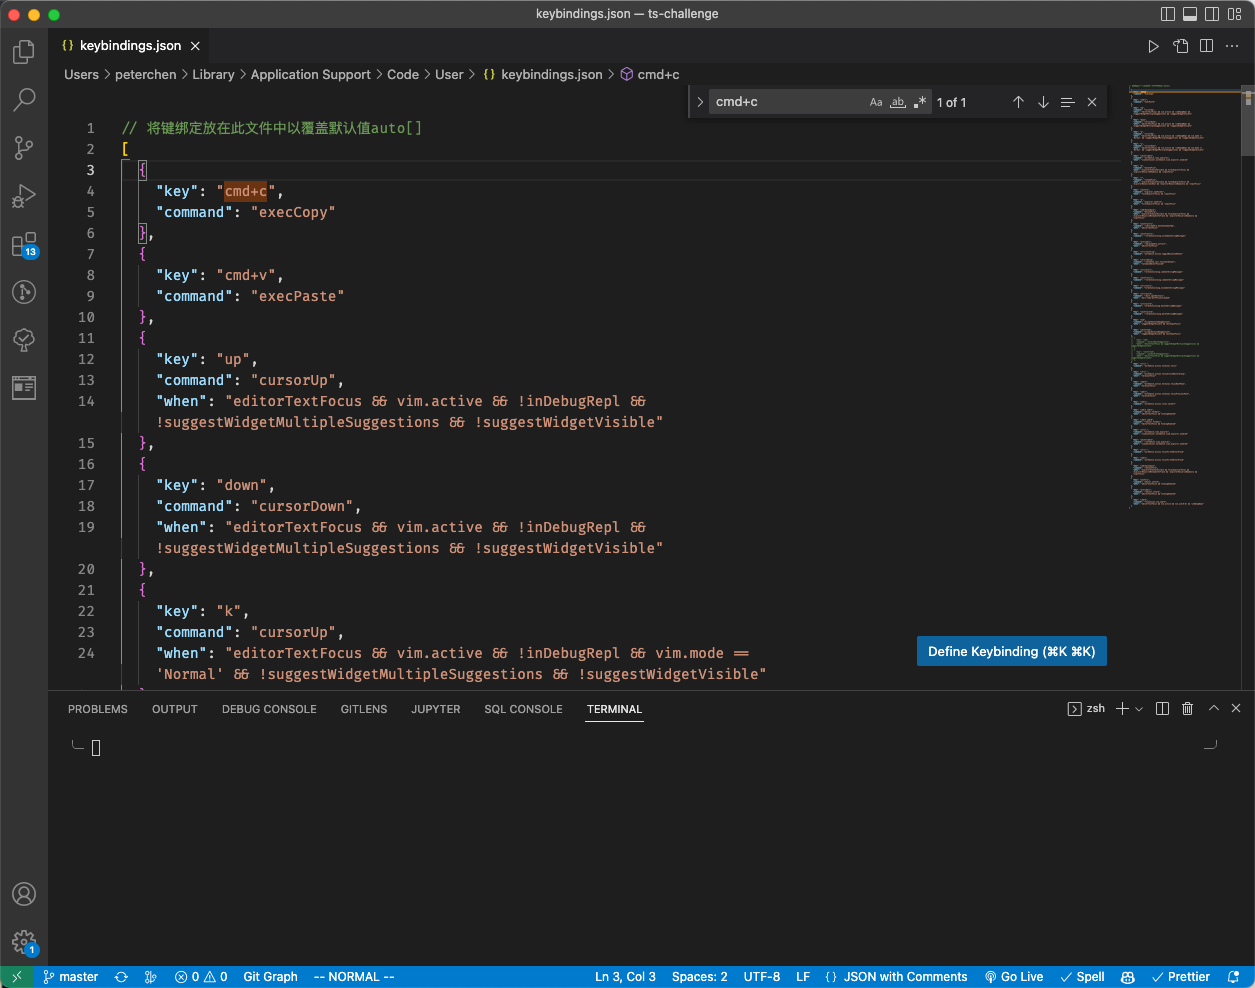 keybindings.json — ts-challenge
{} keybindings.json
Users > peterchen > Library > Application Support > Code > User > {} keybindings.json > cmd+c
cmd+c Aa ab .* 1 of 1
1 // 将键绑定放在此文件中以覆盖默认值auto[]
2 [
3 {
4 "key": "cmd+c",
5 "command": "execCopy"
6 },
7 {
8 "key": "cmd+v",
9 "command": "execPaste"
10 },
11 {
12 "key": "up",
13 "command": "cursorUp",
14 "when": "editorTextFocus && vim.active && !inDebugRepl &&
!suggestWidgetMultipleSuggestions && !suggestWidgetVisible"
15 },
16 {
17 "key": "down",
18 "command": "cursorDown",
19 "when": "editorTextFocus && vim.active && !inDebugRepl &&
!suggestWidgetMultipleSuggestions && !suggestWidgetVisible"
20 },
21 {
22 "key": "k",
23 "command": "cursorUp",
24 "when": "editorTextFocus && vim.active && !inDebugRepl && vim.mode ==
'Normal' && !suggestWidgetMultipleSuggestions && !suggestWidgetVisible"
Define Keybinding (⌘K ⌘K)
13
PROBLEMS OUTPUT DEBUG CONSOLE GITLENS JUPYTER SQL CONSOLE TERMINAL zsh
1
master 0 0 Git Graph -- NORMAL -- Ln 3, Col 3 Spaces: 2 UTF-8 LF {} JSON with Comments Go Live Spell Prettier